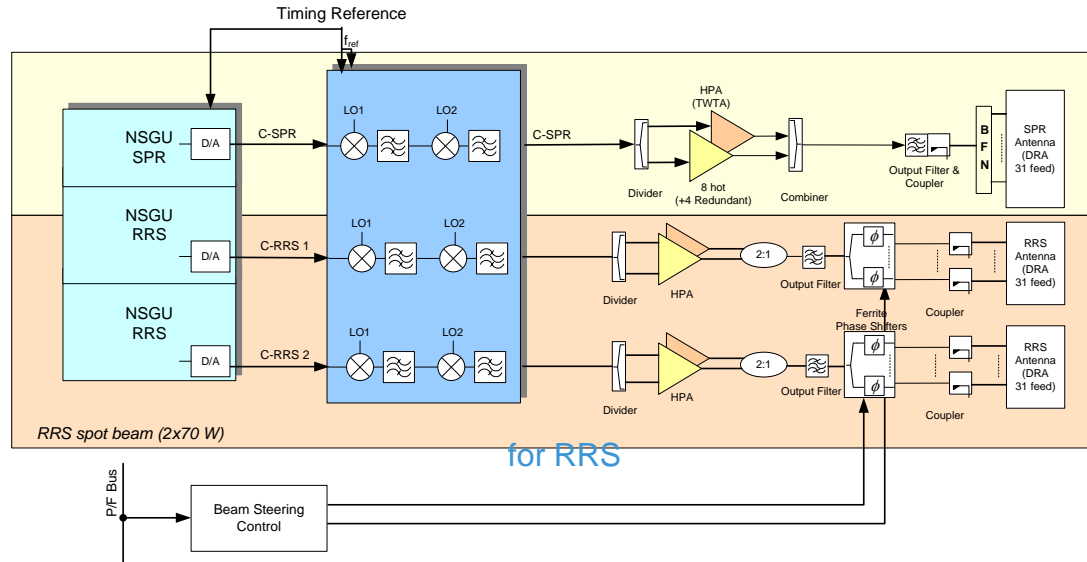 Timing Reference
f_ref
NSGU
SPR
D/A
C-SPR
LO1
LO2
C-SPR
Divider
HPA
(TWTA)
8 hot
(+4 Redundant)
Combiner
Output Filter &
Coupler
B
F
N
SPR
Antenna
(DRA
31 feed)
NSGU
RRS
D/A
C-RRS 1
LO1
LO2
Divider
HPA
2:1
Output Filter
ϕ
ϕ
Ferrite
Phase Shifters
Coupler
RRS
Antenna
(DRA
31 feed)
NSGU
RRS
D/A
C-RRS 2
LO1
LO2
Divider
HPA
2:1
Output Filter
ϕ
ϕ
Coupler
RRS
Antenna
(DRA
31 feed)
RRS spot beam (2x70 W)
for RRS
P/F Bus
Beam Steering
Control